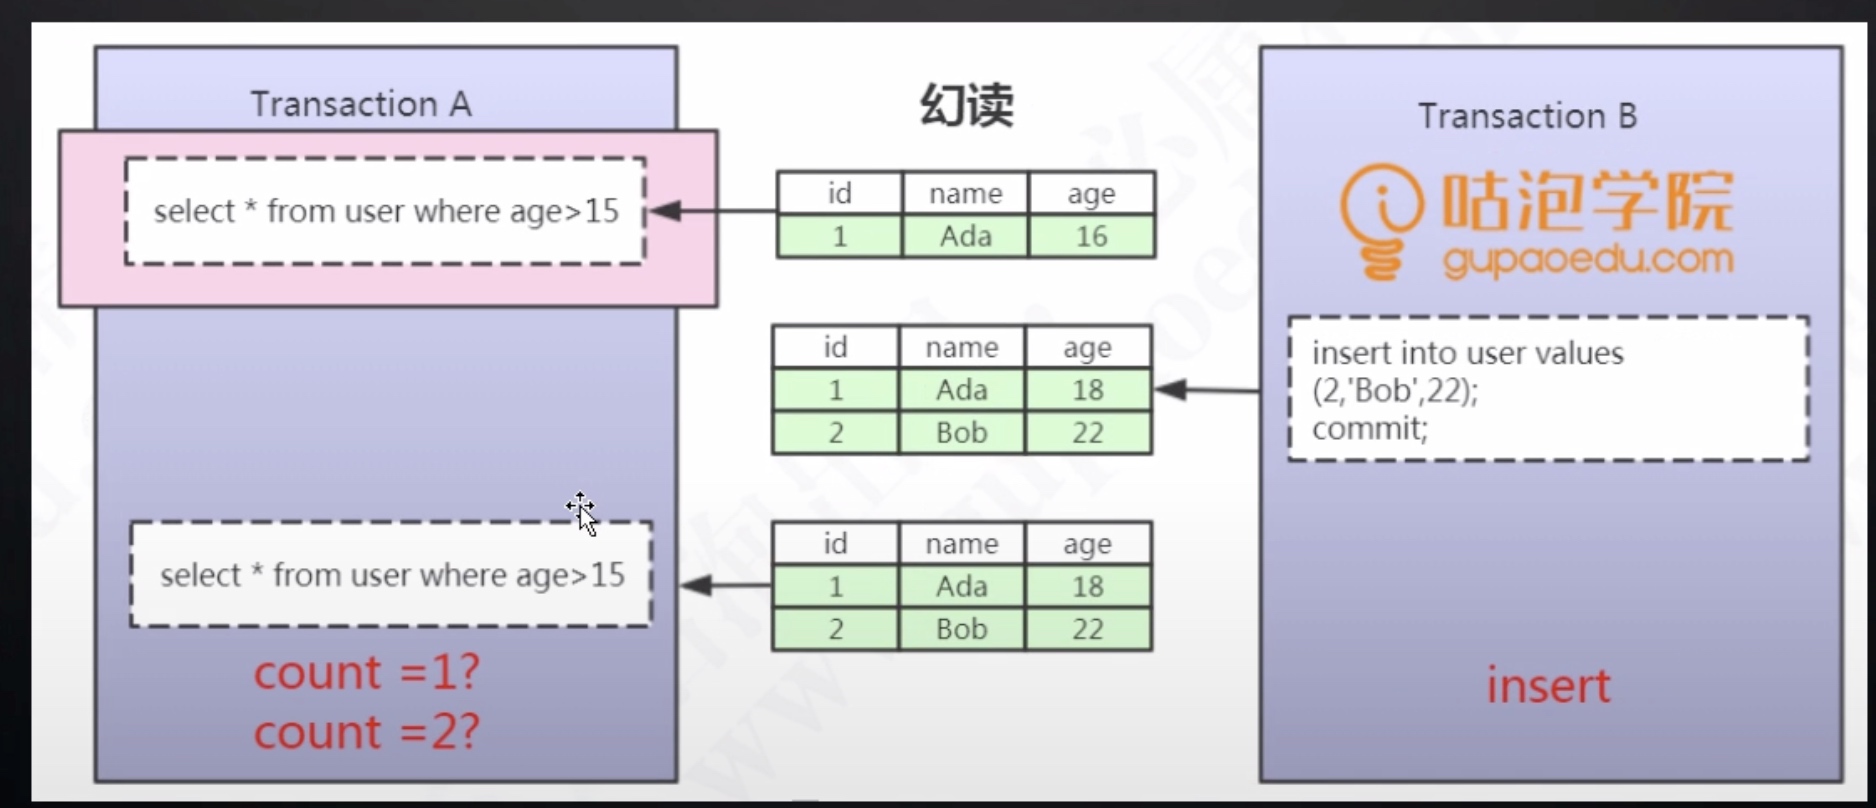 Transaction A
select * from user where age>15
幻读
id name age
1 Ada 16
Transaction B
咕泡学院
gupaoedu.com
id name age
1 Ada 18
2 Bob 22
insert into user values
(2,'Bob',22);
commit;
select * from user where age>15
id name age
1 Ada 18
2 Bob 22
count =1?
count =2?
insert